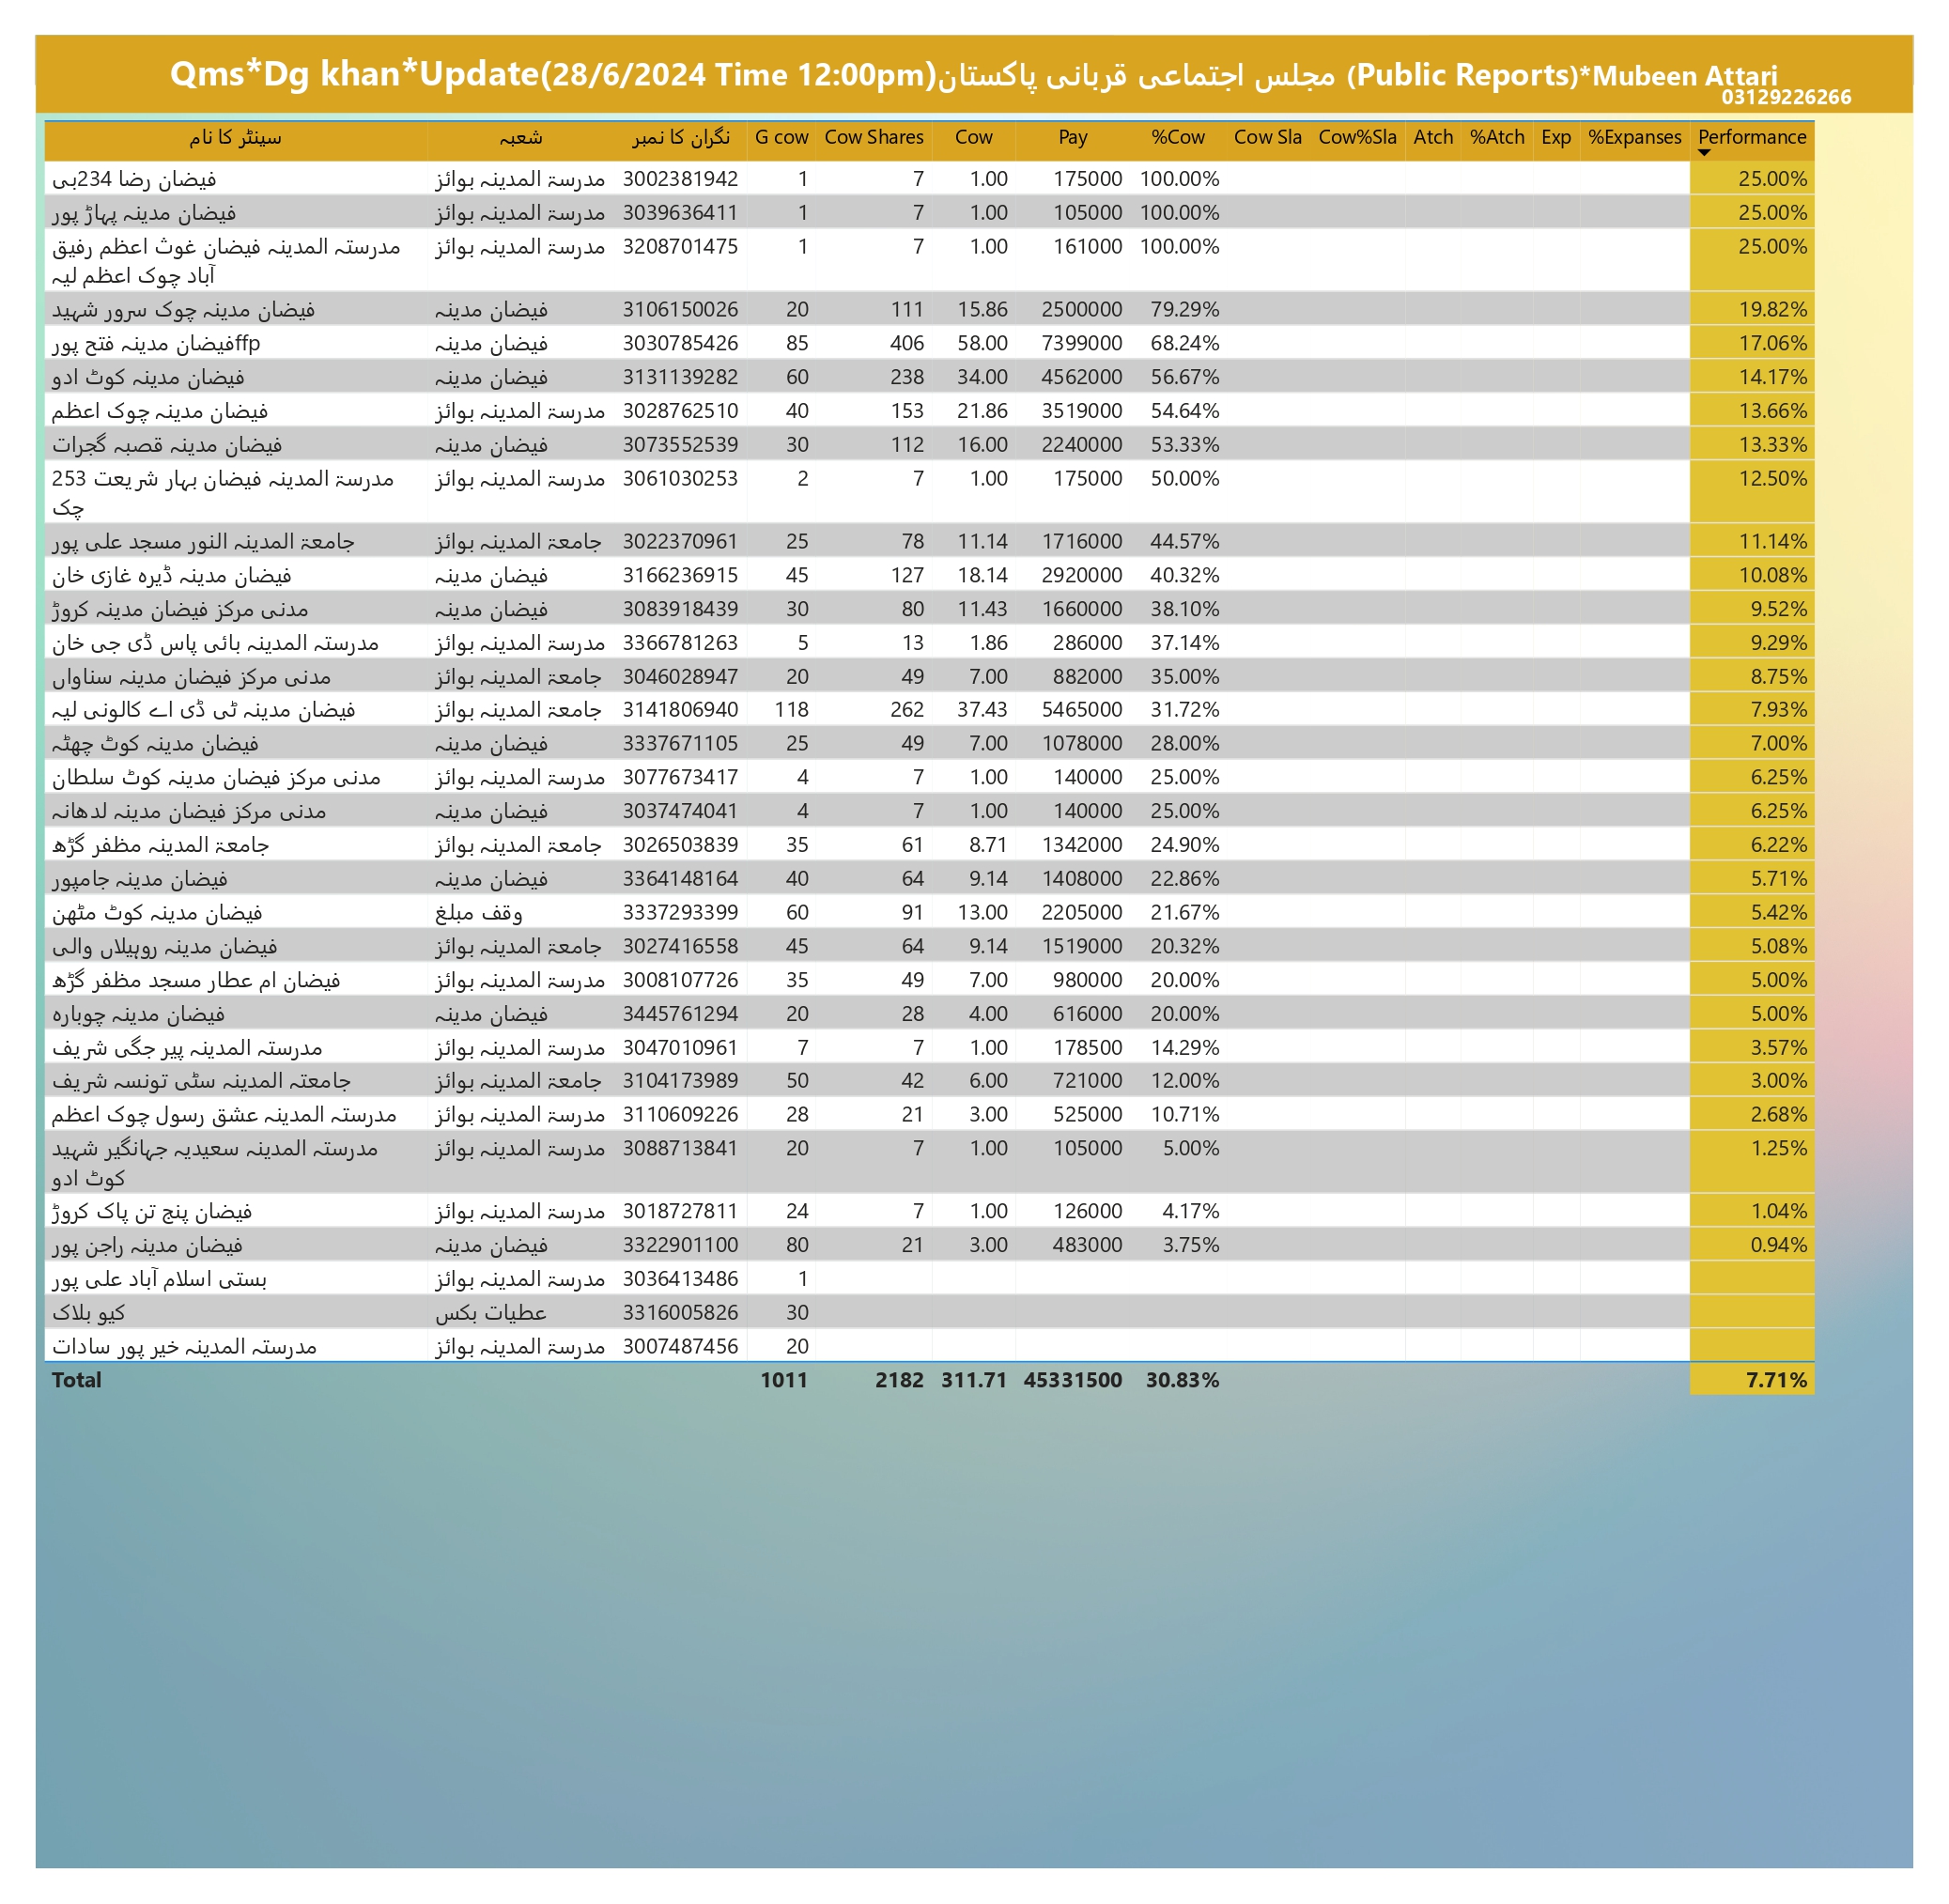 Qms*Dg khan*Update(28/6/2024 Time 12:00pm)مجلس اجتماعی قربانی پاکستان (Public Reports)*Mubeen Attari
03129226266
سینٹر کا نام شعبہ نگران کا نمبر G cow Cow Shares Cow Pay %Cow Cow Sla Cow%Sla Atch %Atch Exp %Expanses Performance
فیضان رضا 234بی مدرسۃ المدینہ بوائز 3002381942 1 7 1.00 175000 100.00% 25.00%
فیضان مدینہ پہاڑ پور مدرسۃ المدینہ بوائز 3039636411 1 7 1.00 105000 100.00% 25.00%
مدرستہ المدینہ فیضان غوث اعظم رفیق مدرسۃ المدینہ بوائز 3208701475 1 7 1.00 161000 100.00% 25.00%
آباد چوک اعظم لیہ
فیضان مدینہ چوک سرور شہید فیضان مدینہ 3106150026 20 111 15.86 2500000 79.29% 19.82%
فیضان مدینہ فتح پورffp فیضان مدینہ 3030785426 85 406 58.00 7399000 68.24% 17.06%
فیضان مدینہ کوٹ ادو فیضان مدینہ 3131139282 60 238 34.00 4562000 56.67% 14.17%
فیضان مدینہ چوک اعظم مدرسۃ المدینہ بوائز 3028762510 40 153 21.86 3519000 54.64% 13.66%
فیضان مدینہ قصبہ گجرات فیضان مدینہ 3073552539 30 112 16.00 2240000 53.33% 13.33%
مدرسۃ المدینہ فیضان بہار شریعت 253 مدرسۃ المدینہ بوائز 3061030253 2 7 1.00 175000 50.00% 12.50%
چک
جامعۃ المدینہ النور مسجد علی پور جامعۃ المدینہ بوائز 3022370961 25 78 11.14 1716000 44.57% 11.14%
فیضان مدینہ ڈیرہ غازی خان فیضان مدینہ 3166236915 45 127 18.14 2920000 40.32% 10.08%
مدنی مرکز فیضان مدینہ کروڑ فیضان مدینہ 3083918439 30 80 11.43 1660000 38.10% 9.52%
مدرستہ المدینہ بائی پاس ڈی جی خان مدرسۃ المدینہ بوائز 3366781263 5 13 1.86 286000 37.14% 9.29%
مدنی مرکز فیضان مدینہ سناواں جامعۃ المدینہ بوائز 3046028947 20 49 7.00 882000 35.00% 8.75%
فیضان مدینہ ٹی ڈی اے کالونی لیہ جامعۃ المدینہ بوائز 3141806940 118 262 37.43 5465000 31.72% 7.93%
فیضان مدینہ کوٹ چھٹہ فیضان مدینہ 3337671105 25 49 7.00 1078000 28.00% 7.00%
مدنی مرکز فیضان مدینہ کوٹ سلطان مدرسۃ المدینہ بوائز 3077673417 4 7 1.00 140000 25.00% 6.25%
مدنی مرکز فیضان مدینہ لدھانہ فیضان مدینہ 3037474041 4 7 1.00 140000 25.00% 6.25%
جامعۃ المدینہ مظفر گڑھ جامعۃ المدینہ بوائز 3026503839 35 61 8.71 1342000 24.90% 6.22%
فیضان مدینہ جامپور فیضان مدینہ 3364148164 40 64 9.14 1408000 22.86% 5.71%
فیضان مدینہ کوٹ مٹھن وقف مبلغ 3337293399 60 91 13.00 2205000 21.67% 5.42%
فیضان مدینہ روہیلاں والی جامعۃ المدینہ بوائز 3027416558 45 64 9.14 1519000 20.32% 5.08%
فیضان ام عطار مسجد مظفر گڑھ مدرسۃ المدینہ بوائز 3008107726 35 49 7.00 980000 20.00% 5.00%
فیضان مدینہ چوبارہ فیضان مدینہ 3445761294 20 28 4.00 616000 20.00% 5.00%
مدرستہ المدینہ پیر جگی شریف مدرسۃ المدینہ بوائز 3047010961 7 7 1.00 178500 14.29% 3.57%
جامعتہ المدینہ سٹی تونسہ شریف جامعۃ المدینہ بوائز 3104173989 50 42 6.00 721000 12.00% 3.00%
مدرستہ المدینہ عشق رسول چوک اعظم مدرسۃ المدینہ بوائز 3110609226 28 21 3.00 525000 10.71% 2.68%
مدرستہ المدینہ سعیدیہ جہانگیر شہید مدرسۃ المدینہ بوائز 3088713841 20 7 1.00 105000 5.00% 1.25%
کوٹ ادو
فیضان پنج تن پاک کروڑ مدرسۃ المدینہ بوائز 3018727811 24 7 1.00 126000 4.17% 1.04%
فیضان مدینہ راجن پور فیضان مدینہ 3322901100 80 21 3.00 483000 3.75% 0.94%
بستی اسلام آباد علی پور مدرسۃ المدینہ بوائز 3036413486 1
کیو بلاک عطیات بکس 3316005826 30
مدرستہ المدینہ خیر پور سادات مدرسۃ المدینہ بوائز 3007487456 20
Total 1011 2182 311.71 45331500 30.83% 7.71%